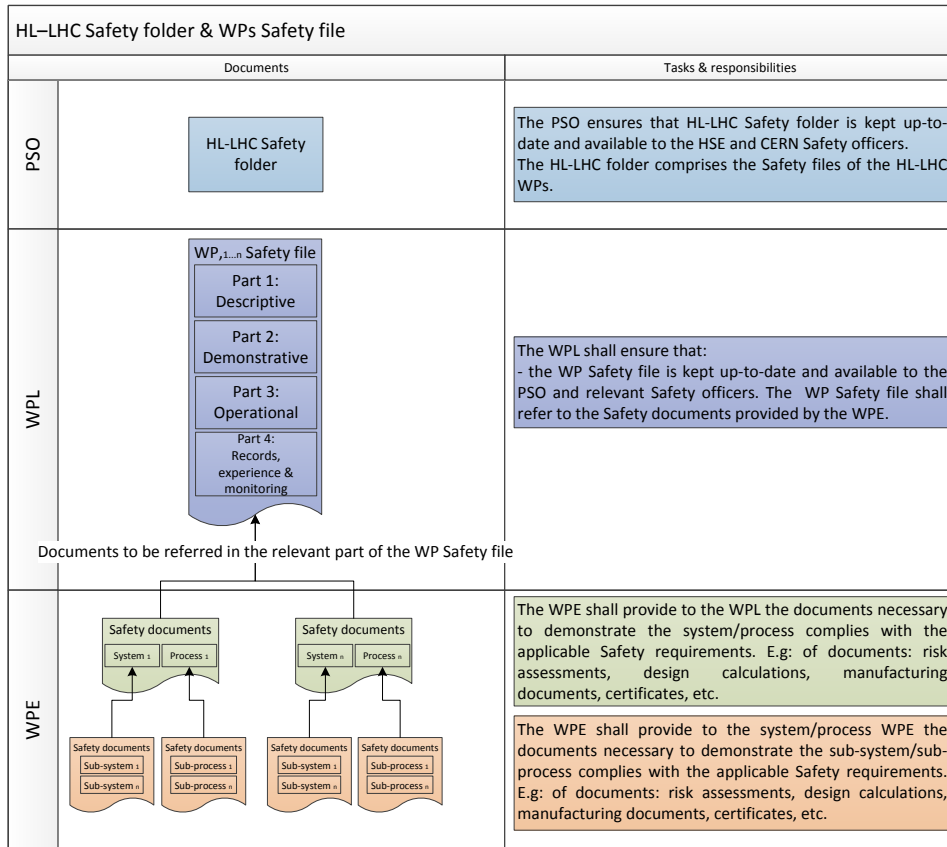 HL–LHC Safety folder & WPs Safety file
Documents
Tasks & responsibilities
PSO
HL-LHC Safety
folder
The PSO ensures that HL-LHC Safety folder is kept up-to-
date and available to the HSE and CERN Safety officers.
The HL-LHC folder comprises the Safety files of the HL-LHC
WPs.
WPL
WP,1...n Safety file
Part 1:
Descriptive
Part 2:
Demonstrative
Part 3:
Operational
Part 4:
Records,
experience &
monitoring
The WPL shall ensure that:
- the WP Safety file is kept up-to-date and available to the
PSO and relevant Safety officers. The WP Safety file shall
refer to the Safety documents provided by the WPE.
Documents to be referred in the relevant part of the WP Safety file
WPE
Safety documents
System 1
Process 1
Safety documents
System n
Process n
The WPE shall provide to the WPL the documents necessary
to demonstrate the system/process complies with the
applicable Safety requirements. E.g: of documents: risk
assessments, design calculations, manufacturing
documents, certificates, etc.
Safety documents
Sub-system 1
Sub-system n
Safety documents
Sub-process 1
Sub-process n
Safety documents
Sub-system 1
Sub-system n
Safety documents
Sub-process 1
Sub-process n
The WPE shall provide to the system/process WPE the
documents necessary to demonstrate the sub-system/sub-
process complies with the applicable Safety requirements.
E.g: of documents: risk assessments, design calculations,
manufacturing documents, certificates, etc.